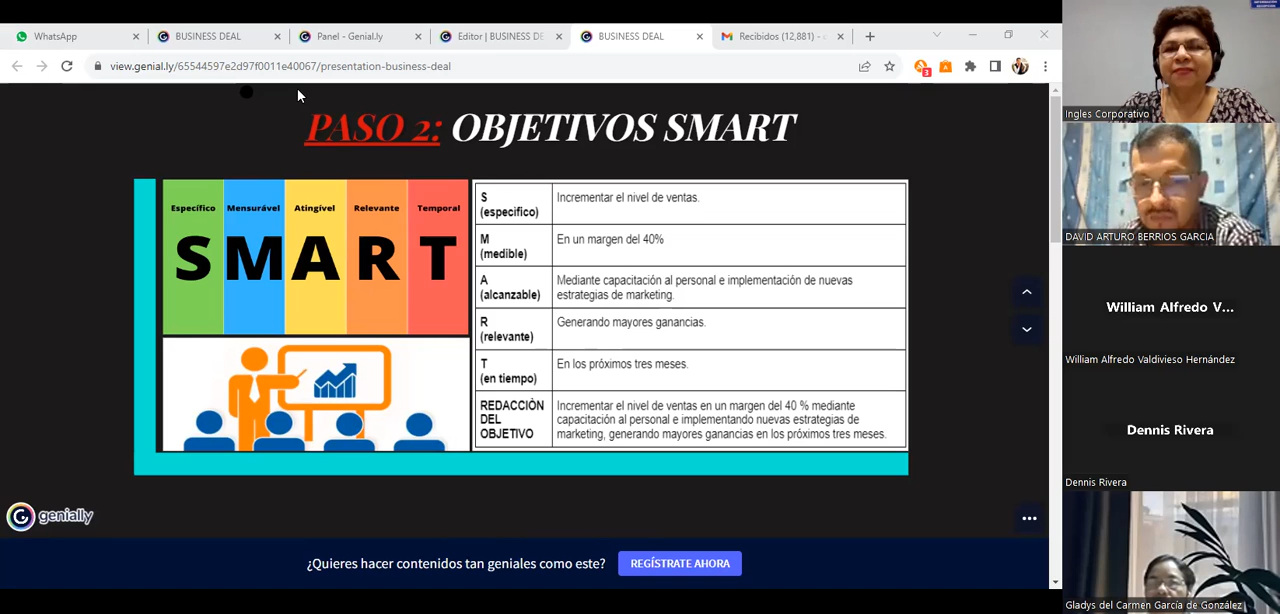 WhatsApp
BUSINESS DEAL
Panel - Genial.ly
Editor | BUSINESS DE
BUSINESS DEAL
Recibidos (12,881) -
view.genial.ly/65544597e2d97f0011e40067/presentation-business-deal
3
PASO 2: OBJETIVOS SMART
Específico
Mensurável
Atingível
Relevante
Temporal
SMART
S
(especifico)
Incrementar el nivel de ventas.
M
(medible)
En un margen del 40%
A
(alcanzable)
Mediante capacitación al personal e implementación de nuevas
estrategias de marketing.
R
(relevante)
Generando mayores ganancias.
T
(en tiempo)
En los próximos tres meses.
REDACCIÒN
DEL
OBJETIVO
Incrementar el nivel de ventas en un margen del 40 % mediante
capacitación al personal e implementando nuevas estrategias de
marketing, generando mayores ganancias en los próximos tres meses.
genially
¿Quieres hacer contenidos tan geniales como este?
REGÍSTRATE AHORA
Ingles Corporativo
DAVID ARTURO BERRIOS GARCIA
William Alfredo V...
William Alfredo Valdivieso Hernández
Dennis Rivera
Dennis Rivera
Gladys del Carmen García de González